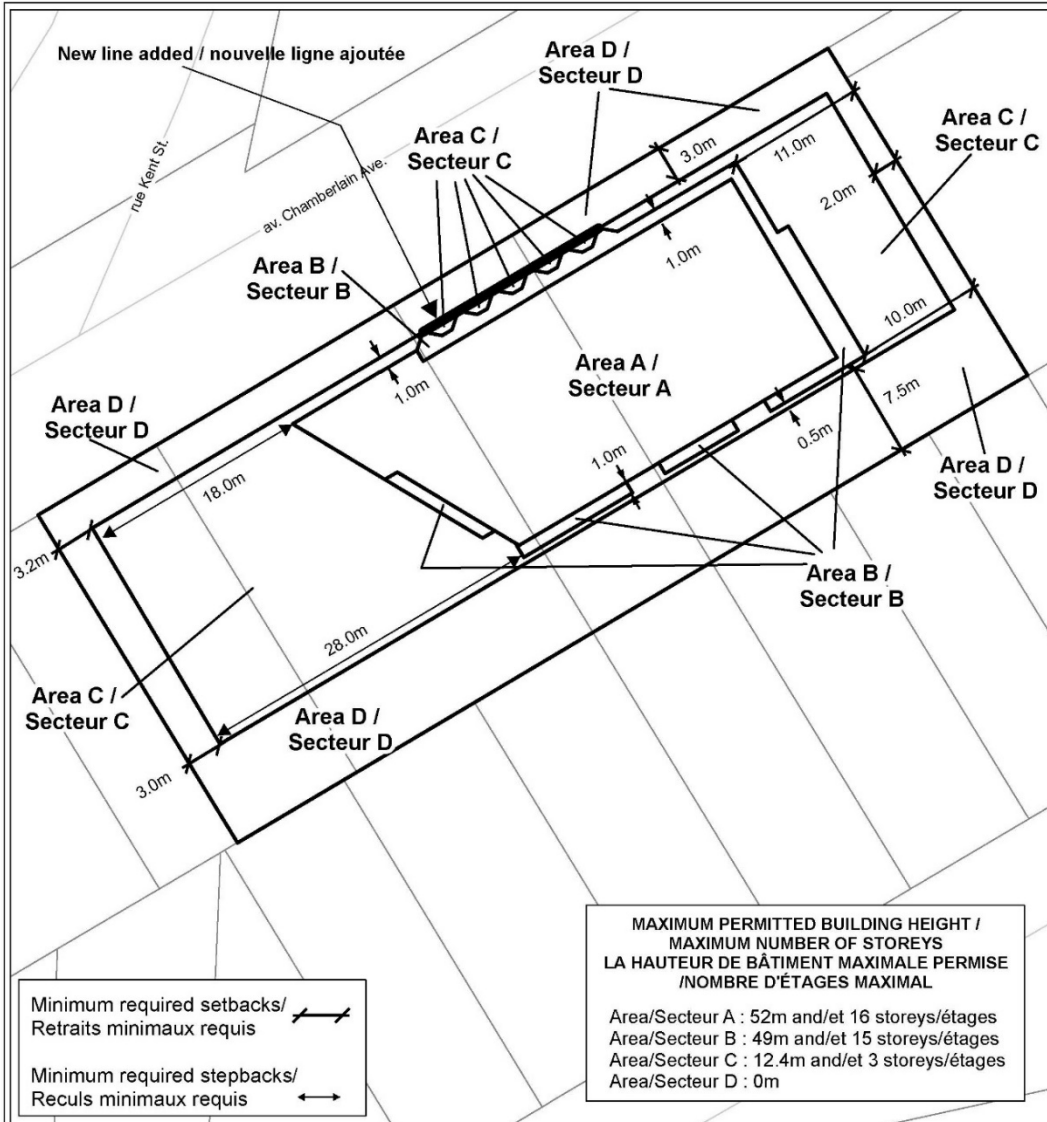 New line added / nouvelle ligne ajoutée
Area D /
Secteur D
Area C /
Secteur C
Area C /
Secteur C
rue Kent St.
av. Chamberlain Ave.
3.0m
11.0m
2.0m
Area B /
Secteur B
1.0m
10.0m
Area A /
Secteur A
1.0m
Area D /
Secteur D
7.5m
0.5m
18.0m
1.0m
Area D /
Secteur D
3.2m
Area B /
Secteur B
28.0m
Area C /
Secteur C
Area D /
Secteur D
3.0m
Minimum required setbacks/
Retraits minimaux requis
Minimum required stepbacks/
Reculs minimaux requis
MAXIMUM PERMITTED BUILDING HEIGHT /
MAXIMUM NUMBER OF STOREYS
LA HAUTEUR DE BÂTIMENT MAXIMALE PERMISE
/NOMBRE D'ÉTAGES MAXIMAL
Area/Secteur A : 52m and/et 16 storeys/étages
Area/Secteur B : 49m and/et 15 storeys/étages
Area/Secteur C : 12.4m and/et 3 storeys/étages
Area/Secteur D : 0m